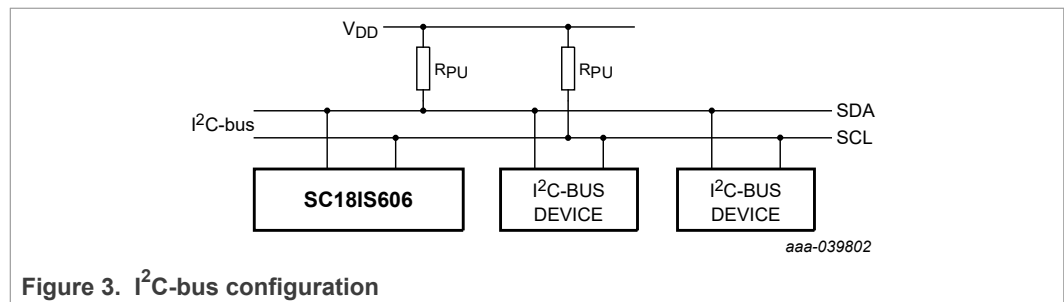 VDD
RPU RPU
SDA
I²C-bus
SCL
SC18IS606
I²C-BUS
DEVICE
I²C-BUS
DEVICE
aaa-039802
Figure 3. I²C-bus configuration